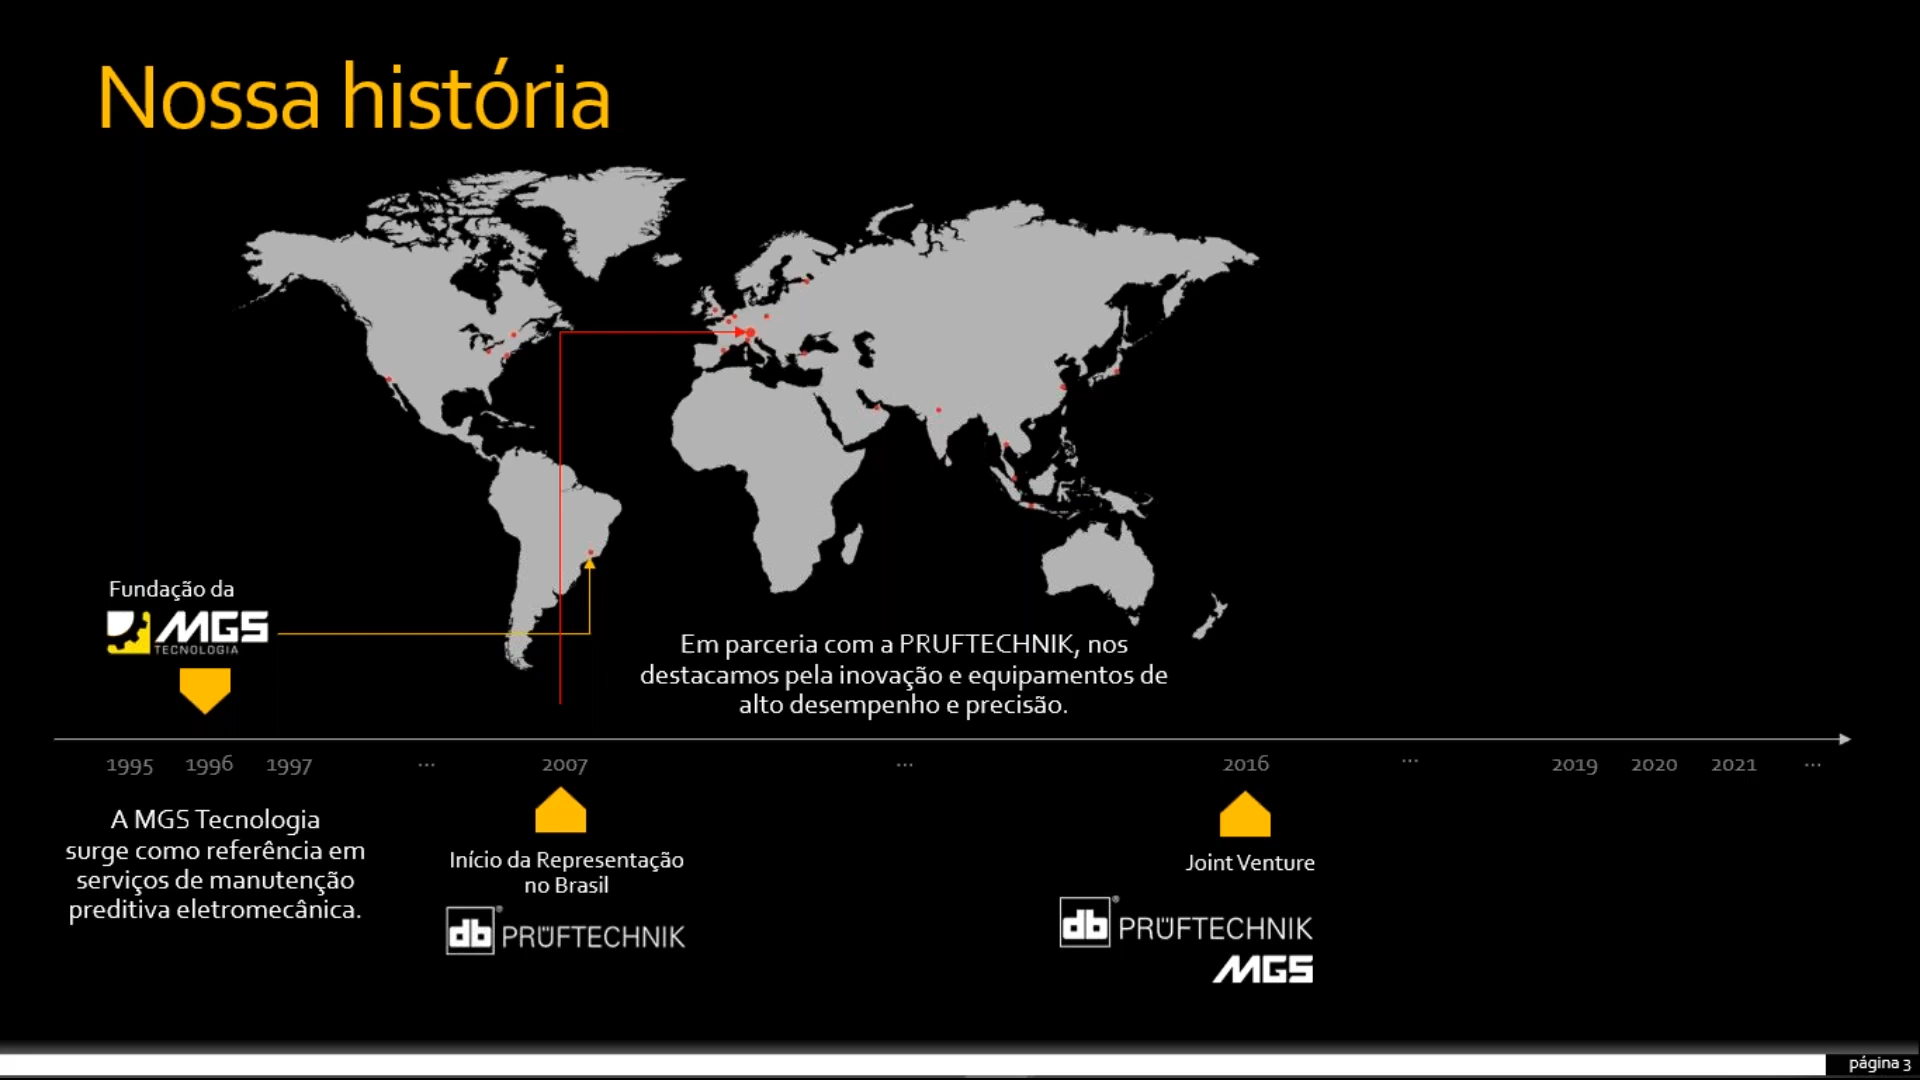 Nossa história
Fundação da
MGS
TECNOLOGIA
Em parceria com a PRUFTECHNIK, nos
destacamos pela inovação e equipamentos de
alto desempenho e precisão.
1995 1996 1997 ... 2007 ... 2016 ... 2019 2020 2021 ...
A MGS Tecnologia
surge como referência em
serviços de manutenção
preditiva eletromecânica.
Início da Representação
no Brasil
db® PRÜFTECHNIK
Joint Venture
db® PRÜFTECHNIK
MGS
página 3